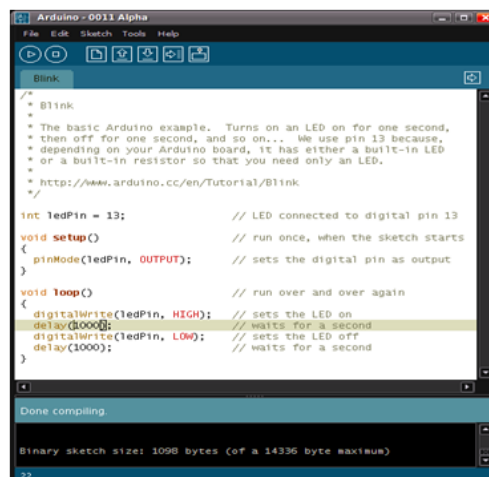 Arduino - 0011 Alpha
File Edit Sketch Tools Help
Blink
/*
 * Blink
 *
 * The basic Arduino example.  Turns on an LED on for one second,
 * then off for one second, and so on...  We use pin 13 because,
 * depending on your Arduino board, it has either a built-in LED
 * or a built-in resistor so that you need only an LED.
 *
 * http://www.arduino.cc/en/Tutorial/Blink
 */
int ledPin = 13;                // LED connected to digital pin 13
void setup()                    // run once, when the sketch starts
{
  pinMode(ledPin, OUTPUT);      // sets the digital pin as output
}
void loop()                     // run over and over again
{
  digitalWrite(ledPin, HIGH);   // sets the LED on
  delay(1000);                  // waits for a second
  digitalWrite(ledPin, LOW);    // sets the LED off
  delay(1000);                  // waits for a second
}
Done compiling.
Binary sketch size: 1098 bytes (of a 14336 byte maximum)
22